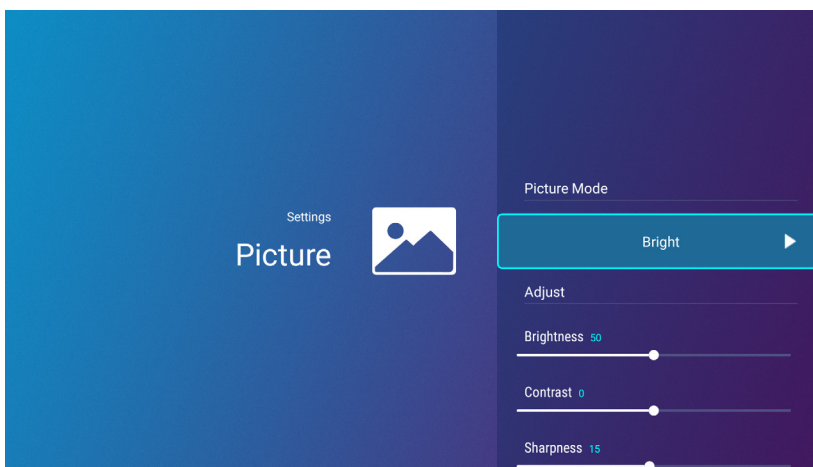 Settings
Picture
Picture Mode
Bright
Adjust
Brightness 50
Contrast 0
Sharpness 15